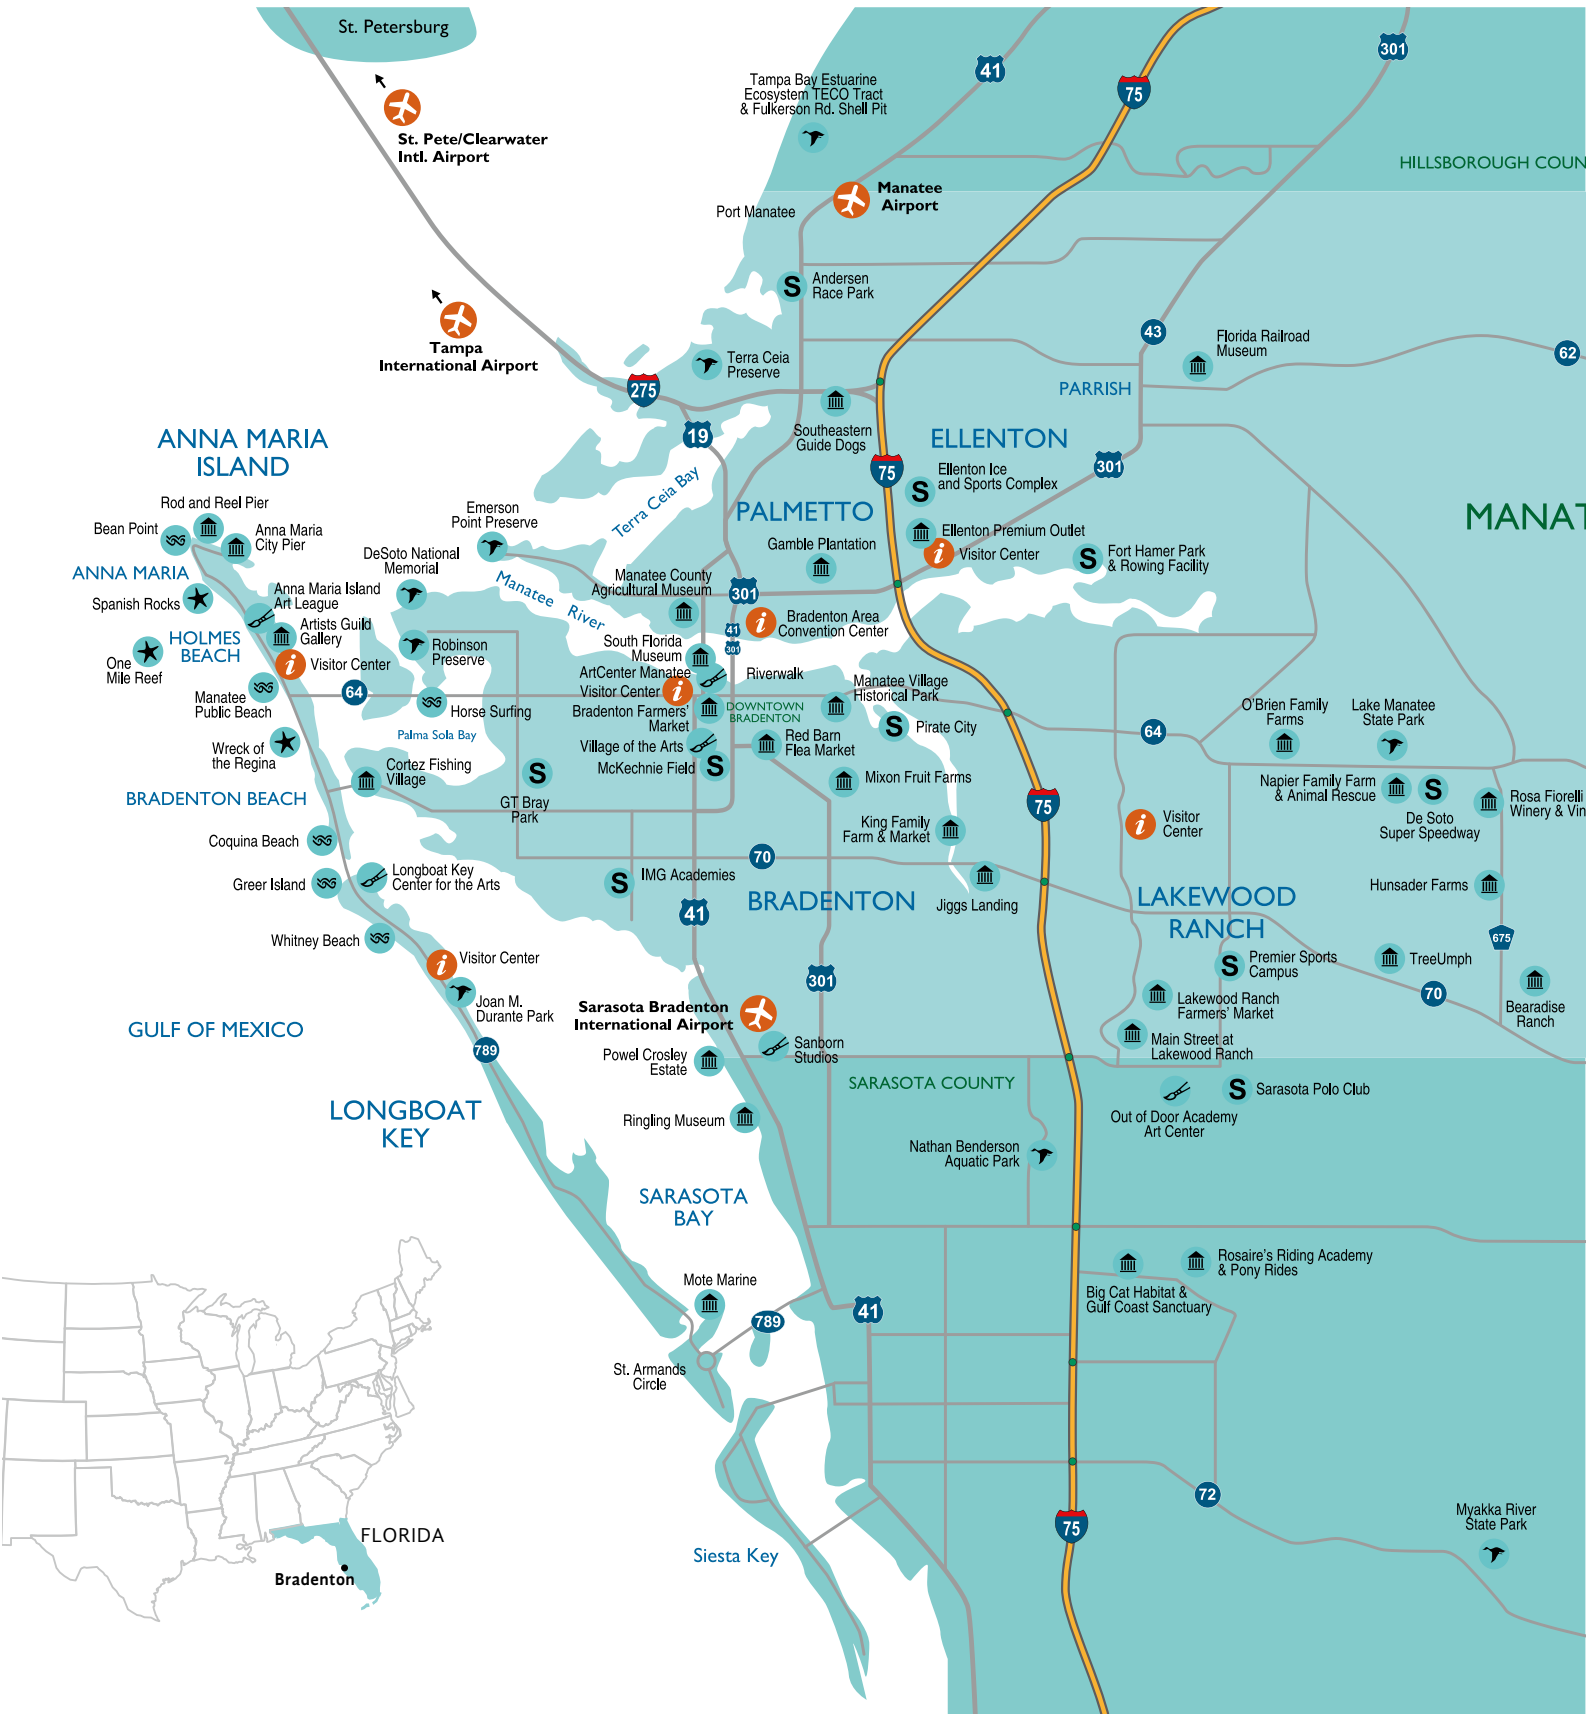 St. Petersburg
41
301
75
Tampa Bay Estuarine
Ecosystem TECO Tract
& Fulkerson Rd. Shell Pit
St. Pete/Clearwater
Intl. Airport
HILLSBOROUGH COUN
Manatee
Airport
Port Manatee
Andersen
Race Park
Tampa
International Airport
43
Florida Railroad
Museum
62
Terra Ceia
Preserve
275
PARRISH
Southeastern
Guide Dogs
19
ELLENTON
ANNA MARIA
ISLAND
75
301
Ellenton Ice
and Sports Complex
Terra Ceia Bay
Rod and Reel Pier
Bean Point
Anna Maria
City Pier
Emerson
Point Preserve
PALMETTO
MANAT
Ellenton Premium Outlet
Visitor Center
Gamble Plantation
Fort Hamer Park
& Rowing Facility
DeSoto National
Memorial
ANNA MARIA
Spanish Rocks
Anna Maria Island
Art League
Manatee River
Manatee County
Agricultural Museum
301
Artists Guild
Gallery
HOLMES
BEACH
Bradenton Area
Convention Center
41
301
One
Mile Reef
Visitor Center
Robinson
Preserve
South Florida
Museum
ArtCenter Manatee
Riverwalk
Visitor Center
Manatee Village
Historical Park
Manatee
Public Beach
64
Horse Surfing
Bradenton Farmers'
Market
DOWNTOWN
BRADENTON
O'Brien Family
Farms
Lake Manatee
State Park
Pirate City
64
Palma Sola Bay
Wreck of
the Regina
Village of the Arts
Red Barn
Flea Market
McKechnie Field
Cortez Fishing
Village
Mixon Fruit Farms
Napier Family Farm
& Animal Rescue
De Soto
Super Speedway
Rosa Fiorelli
Winery & Vin
BRADENTON BEACH
GT Bray
Park
75
Visitor
Center
King Family
Farm & Market
Coquina Beach
70
Longboat Key
Center for the Arts
Greer Island
IMG Academies
Hunsader Farms
BRADENTON
Jiggs Landing
LAKEWOOD
RANCH
41
Whitney Beach
675
Visitor Center
Premier Sports
Campus
TreeUmph
301
70
Joan M.
Durante Park
Lakewood Ranch
Farmers' Market
Bearadise
Ranch
Sarasota Bradenton
International Airport
GULF OF MEXICO
Main Street at
Lakewood Ranch
789
Sanborn
Studios
Powel Crosley
Estate
SARASOTA COUNTY
Sarasota Polo Club
LONGBOAT
KEY
Ringling Museum
Out of Door Academy
Art Center
Nathan Benderson
Aquatic Park
SARASOTA
BAY
Rosaire's Riding Academy
& Pony Rides
Mote Marine
Big Cat Habitat &
Gulf Coast Sanctuary
789
41
St. Armands
Circle
72
Myakka River
State Park
75
FLORIDA
Siesta Key
Bradenton